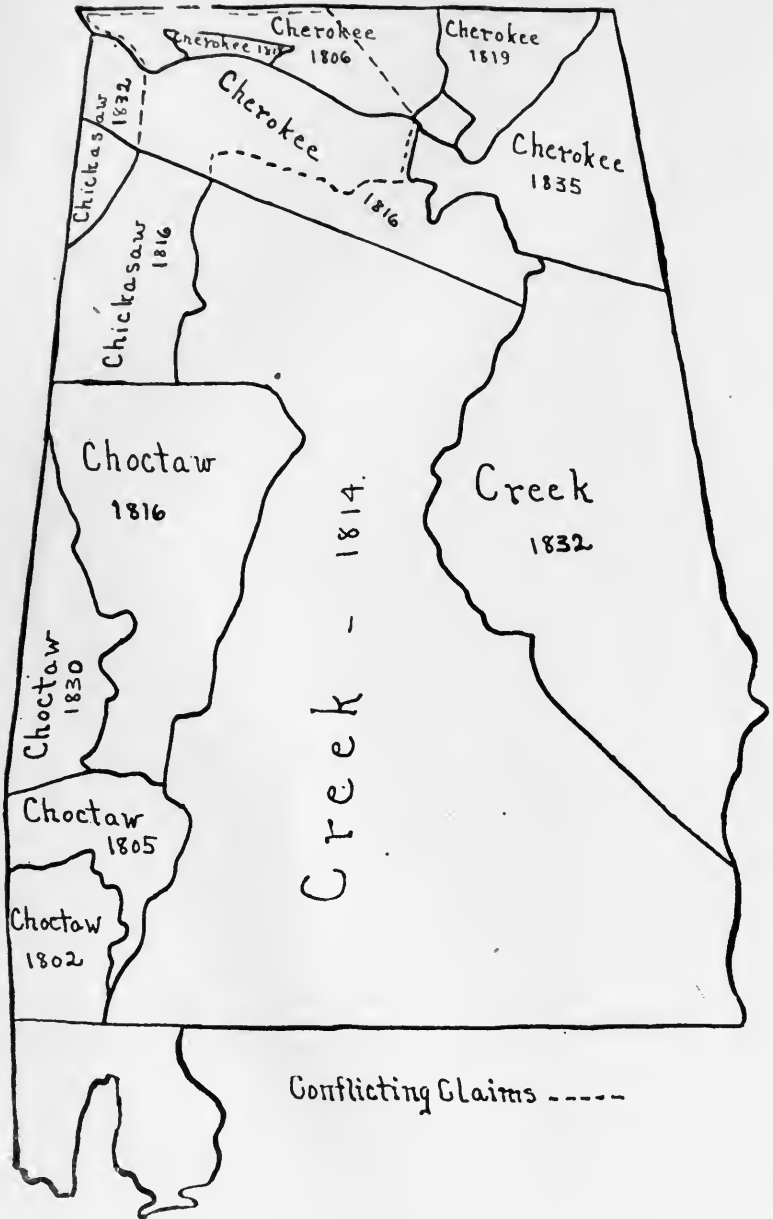 Cherokee
1806
Cherokee
Cherokee
1819
Chickasaw
1832
Cherokee
1816
Cherokee
1835
Chickasaw
1816
Choctaw
1816
Creek - 1814.
Creek
1832
Choctaw
1830
Choctaw
1805
Choctaw
1802
Conflicting Claims -----